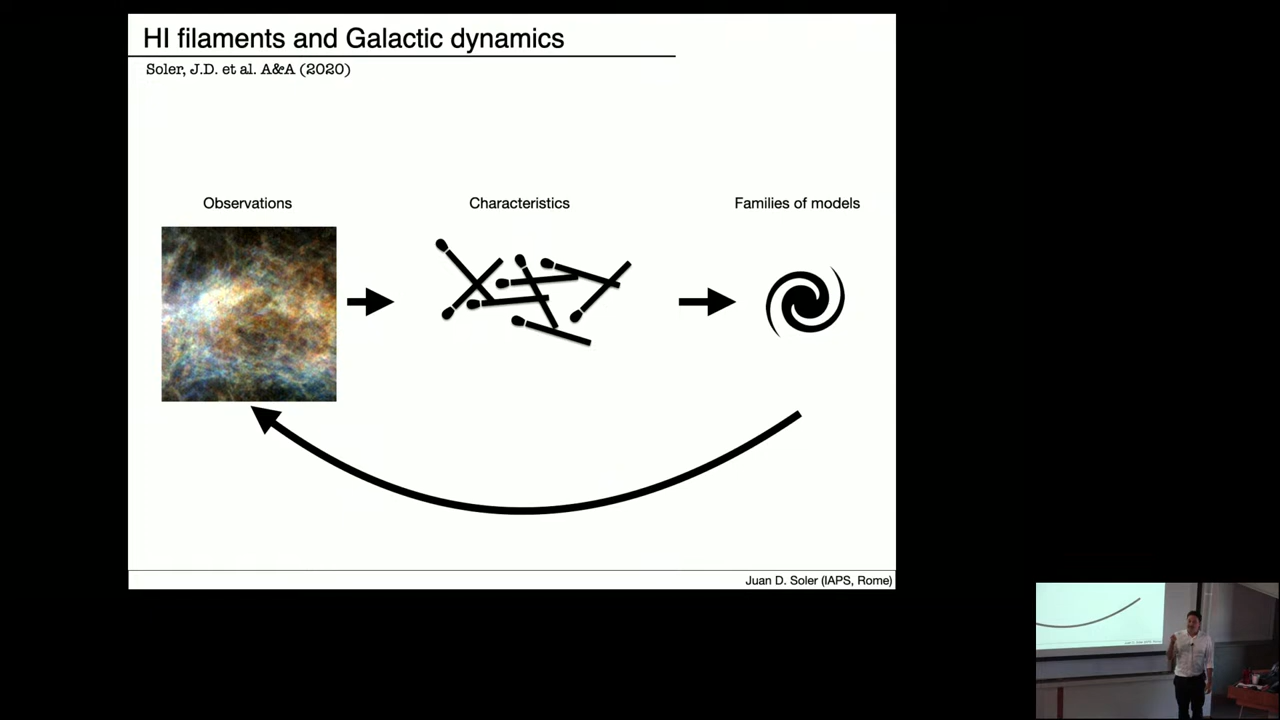 HI filaments and Galactic dynamics
Soler, J.D. et al. A&A (2020)
Observations
Characteristics
Families of models
Juan D. Soler (IAPS, Rome)